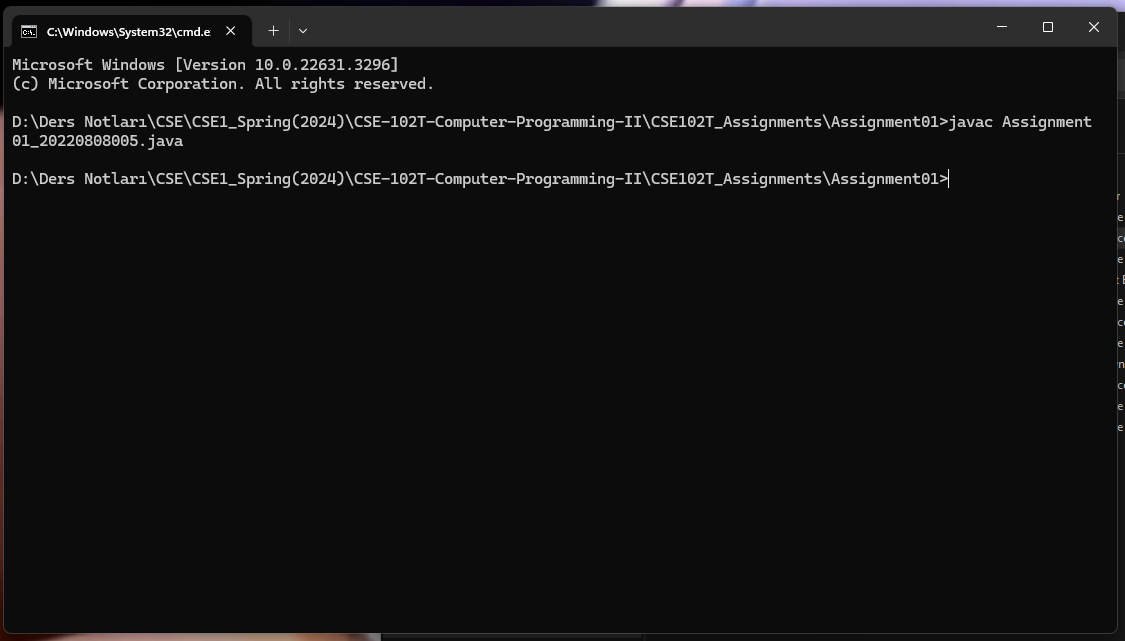 C:\Windows\System32\cmd.e
Microsoft Windows [Version 10.0.22631.3296]
(c) Microsoft Corporation. All rights reserved.
D:\Ders Notları\CSE\CSE1_Spring(2024)\CSE-102T-Computer-Programming-II\CSE102T_Assignments\Assignment01>javac Assignment
01_20220808005.java
D:\Ders Notları\CSE\CSE1_Spring(2024)\CSE-102T-Computer-Programming-II\CSE102T_Assignments\Assignment01>